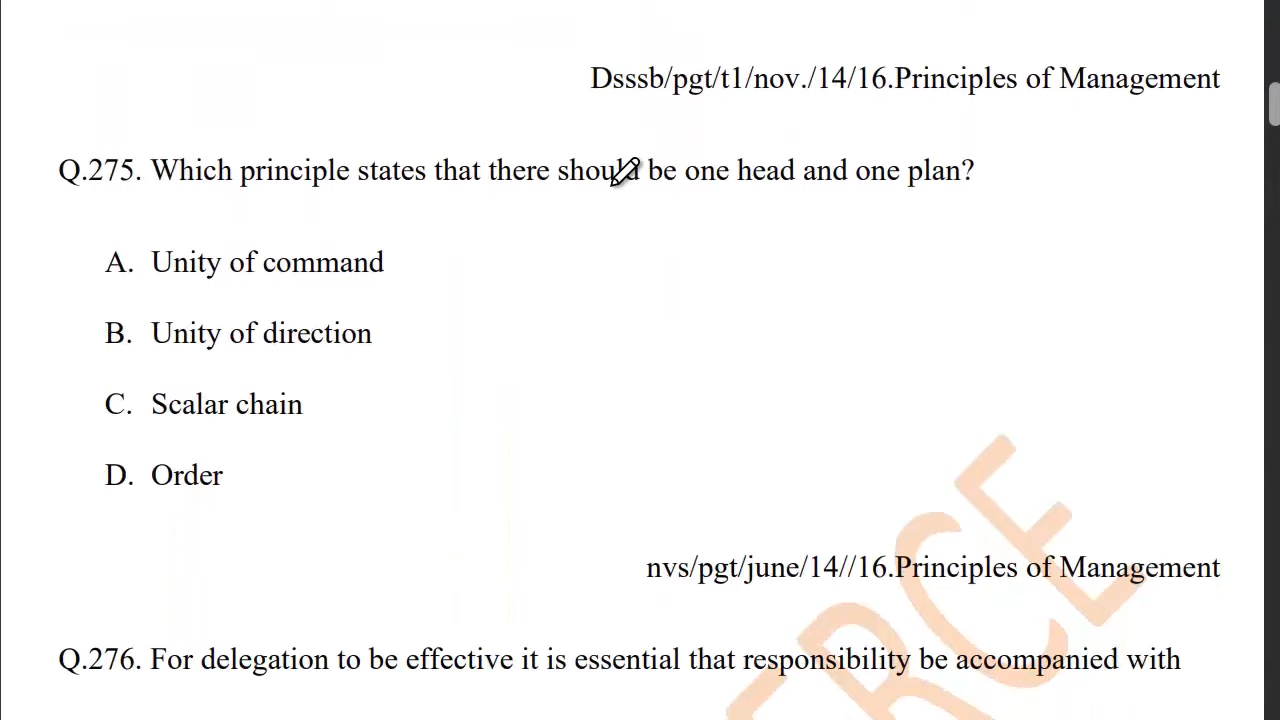 Dsssb/pgt/t1/nov./14/16.Principles of Management
Q.275. Which principle states that there should be one head and one plan?
A. Unity of command
B. Unity of direction
C. Scalar chain
D. Order
nvs/pgt/june/14//16.Principles of Management
Q.276. For delegation to be effective it is essential that responsibility be accompanied with
ERCE